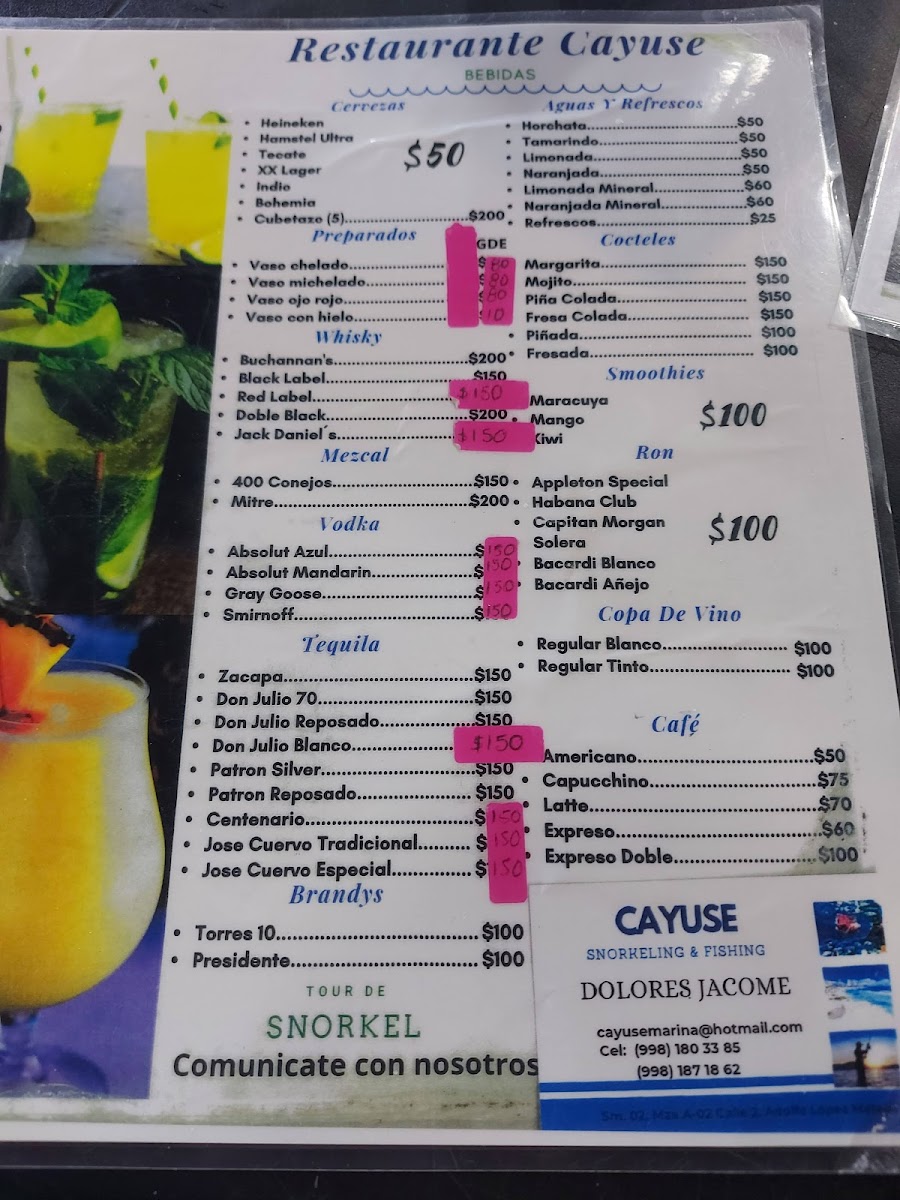 Restaurante Cayuse
BEBIDAS
Cerrezas
• Heineken
• Hamstel Ultra
• Tecate
• XX Lager
• Indio
• Bohemia
$50
• Cubetazo (5)..............................$200
Preparados
GDE
• Vaso chelado....................$80
• Vaso michelado....................$80
• Vaso ojo rojo....................$80
• Vaso con hielo....................$10
Whisky
• Buchannan's..............................$200
• Black Label..............................$150
• Red Label..............................$150
• Doble Black..............................$200
• Jack Daniel´s..............................$150
Mezcal
• 400 Conejos..............................$150
• Mitre..............................$200
Vodka
• Absolut Azul..............................$150
• Absolut Mandarin....................$150
• Gray Goose..............................$150
• Smirnoff..............................$150
Tequila
• Zacapa..............................$150
• Don Julio 70..............................$150
• Don Julio Reposado....................$150
• Don Julio Blanco....................$150
• Patron Silver..............................$150
• Patron Reposado....................$150
• Centenario..............................$150
• Jose Cuervo Tradicional..........$150
• Jose Cuervo Especial..............$150
Brandys
• Torres 10..............................$100
• Presidente..............................$100
TOUR DE
SNORKEL
Comunicate con nosotros
Aguas Y Refrescos
• Horchata..............................$50
• Tamarindo..............................$50
• Limonada..............................$50
• Naranjada..............................$50
• Limonada Mineral....................$60
• Naranjada Mineral....................$60
• Refrescos..............................$25
Cocteles
Margarita.............................. $150
Mojito.............................. $150
Piña Colada.............................. $150
Fresa Colada.............................. $150
• Piñada.............................. $100
• Fresada.............................. $100
Smoothies
Maracuya
Mango
Kiwi
$100
Ron
Appleton Special
• Habana Club
• Capitan Morgan
Solera
• Bacardi Blanco
• Bacardi Añejo
$100
Copa De Vino
• Regular Blanco.............................. $100
• Regular Tinto.............................. $100
Café
Americano..............................$50
• Capucchino..............................$75
• Latte..............................$70
Expreso..............................$60
• Expreso Doble....................$100
CAYUSE
SNORKELING & FISHING
DOLORES JACOME
cayusemarina@hotmail.com
Cel: (998) 180 33 85
(998) 187 18 62
Sm. 02, Mza A-02 Calle 2, Adolfo López